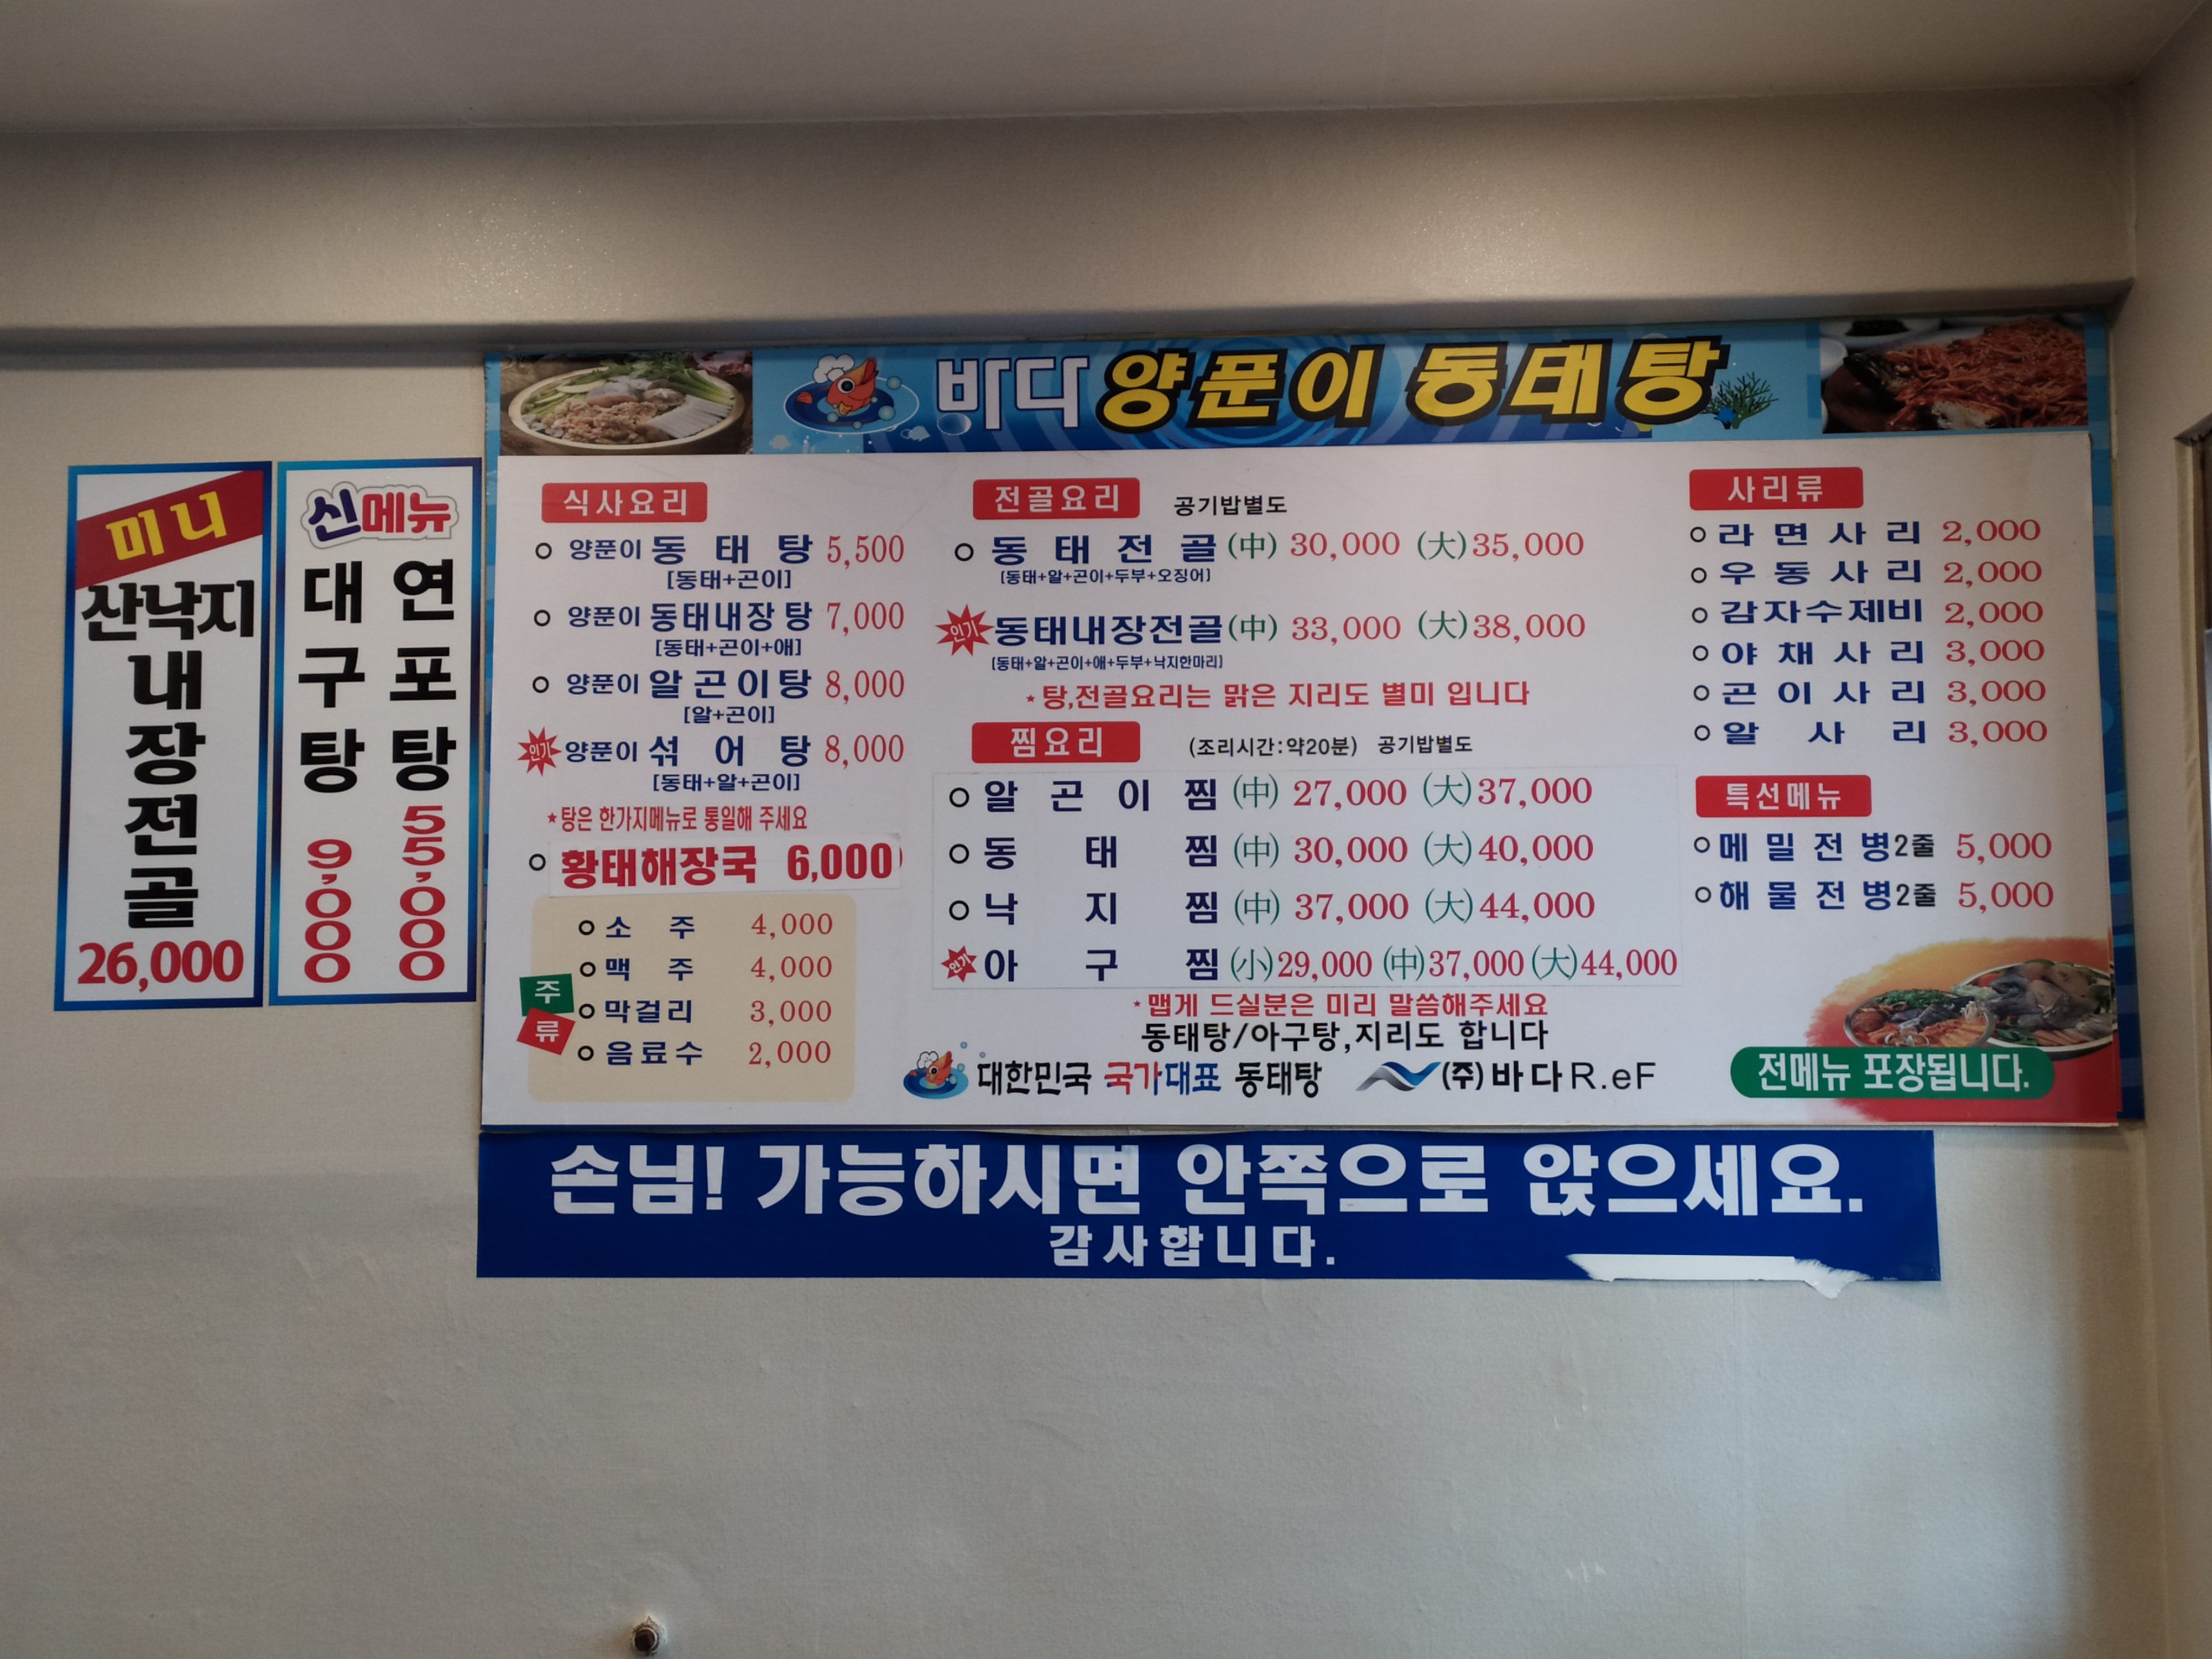 바다 양푼이 동태탕
미니
산낙지
내
장
전
골
26,000
신메뉴
대구탕 9,000
연포탕 55,000
식사요리
양푼이 동태탕 5,500
[동태+곤이]
양푼이 동태내장탕 7,000
[동태+곤이+애]
양푼이 알곤이탕 8,000
[알+곤이]
인기 양푼이 섞어탕 8,000
[동태+알+곤이]
*탕은 한가지메뉴로 통일해 주세요
황태해장국 6,000
주류
소주 4,000
맥주 4,000
막걸리 3,000
음료수 2,000
전골요리 공기밥별도
동태전골 (中) 30,000 (大) 35,000
[동태+알+곤이+두부+오징어]
인기 동태내장전골 (中) 33,000 (大) 38,000
[동태+알+곤이+애+두부+낙지한마리]
*탕,전골요리는 맑은 지리도 별미 입니다
찜요리 (조리시간:약20분) 공기밥별도
알곤이찜 (中) 27,000 (大) 37,000
동태찜 (中) 30,000 (大) 40,000
낙지찜 (中) 37,000 (大) 44,000
인기 아구찜 (小) 29,000 (中) 37,000 (大) 44,000
*맵게 드실분은 미리 말씀해주세요
동태탕/아구탕,지리도 합니다
대한민국 국가대표 동태탕 (주)바다R.eF
사리류
라면사리 2,000
우동사리 2,000
감자수제비 2,000
야채사리 3,000
곤이사리 3,000
알사리 3,000
특선메뉴
메밀전병2줄 5,000
해물전병2줄 5,000
전메뉴 포장됩니다.
손님! 가능하시면 안쪽으로 앉으세요.
감사합니다.